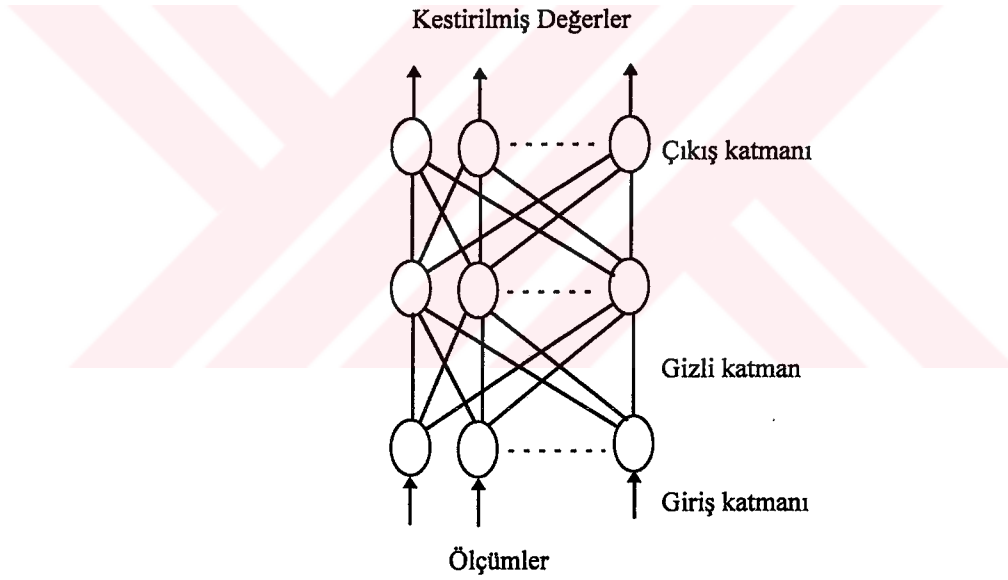 Kestirilmiş Değerler
Çıkış katmanı
Gizli katman
Giriş katmanı
Ölçümler